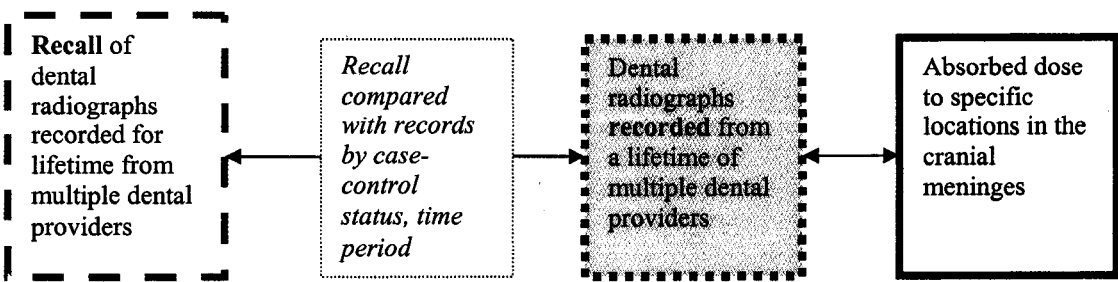 Recall of
dental
radiographs
recorded for
lifetime from
multiple dental
providers
Recall
compared
with records
by case-
control
status, time
period
Dental
radiographs
recorded from
a lifetime of
multiple dental
providers
Absorbed dose
to specific
locations in the
cranial
meninges